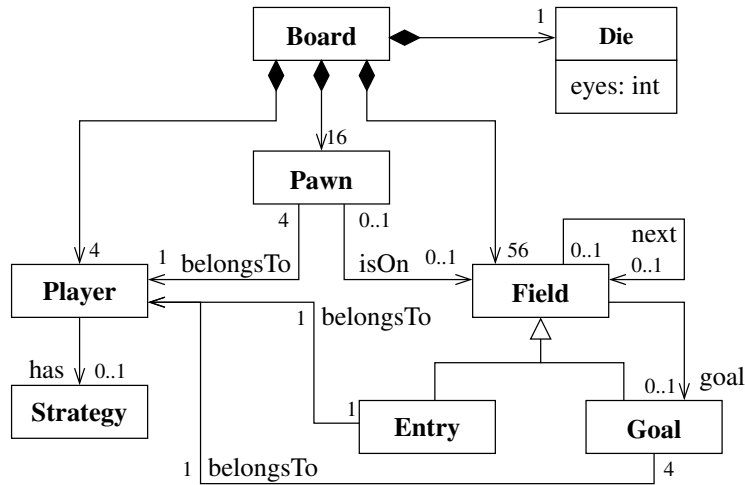 Board
1
Die
eyes: int
16
Pawn
4
0..1
next
4
1
belongsTo
isOn
0..1
56
0..1
0..1
Player
Field
1
belongsTo
has
0..1
0..1
goal
Strategy
1
Entry
Goal
1
belongsTo
4